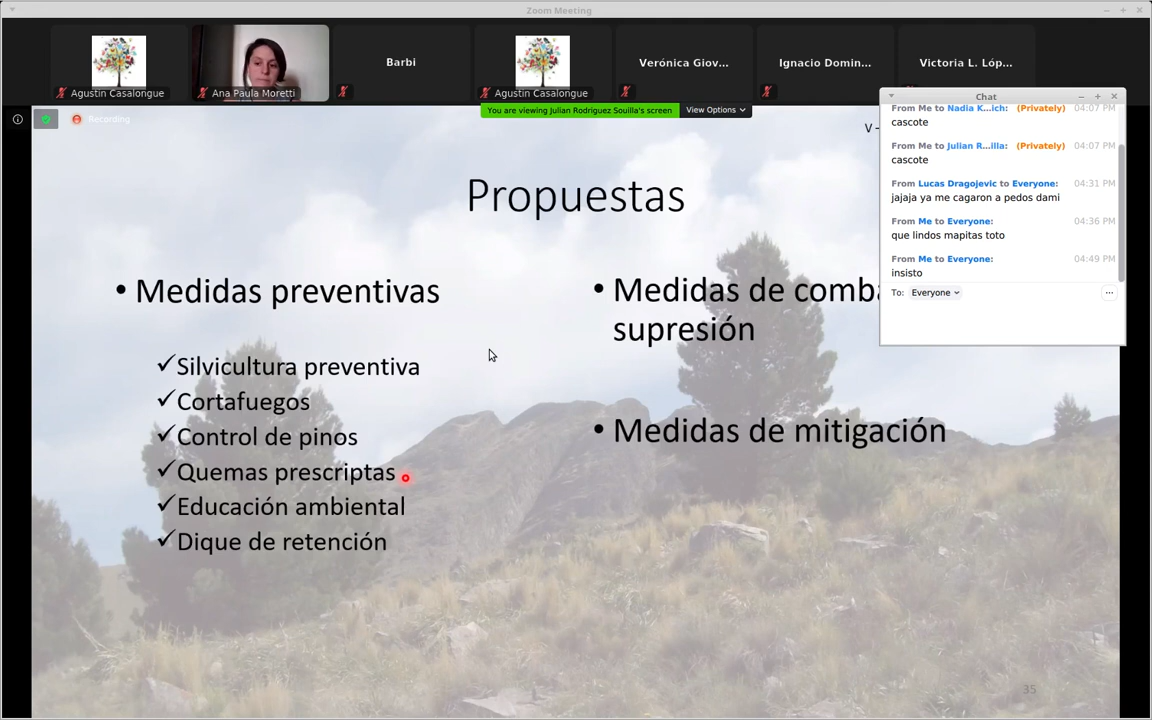 Zoom Meeting
Agustin Casalongue
Ana Paula Moretti
Barbi
Agustin Casalongue
Verónica Giov...
Ignacio Domin...
Victoria L. Lóp...
You are viewing Julian Rodriguez Souilla's screen
View Options
Recording
Chat
From Me to Nadia K...ich: (Privately) 04:07 PM
cascote
From Me to Julian R...illa: (Privately) 04:07 PM
cascote
From Lucas Dragojevic to Everyone: 04:31 PM
jajaja ya me cagaron a pedos dami
From Me to Everyone: 04:36 PM
que lindos mapitas toto
From Me to Everyone: 04:49 PM
insisto
To: Everyone
Propuestas
• Medidas preventivas
✓Silvicultura preventiva
✓Cortafuegos
✓Control de pinos
✓Quemas prescriptas
✓Educación ambiental
✓Dique de retención
• Medidas de comba
supresión
• Medidas de mitigación
35